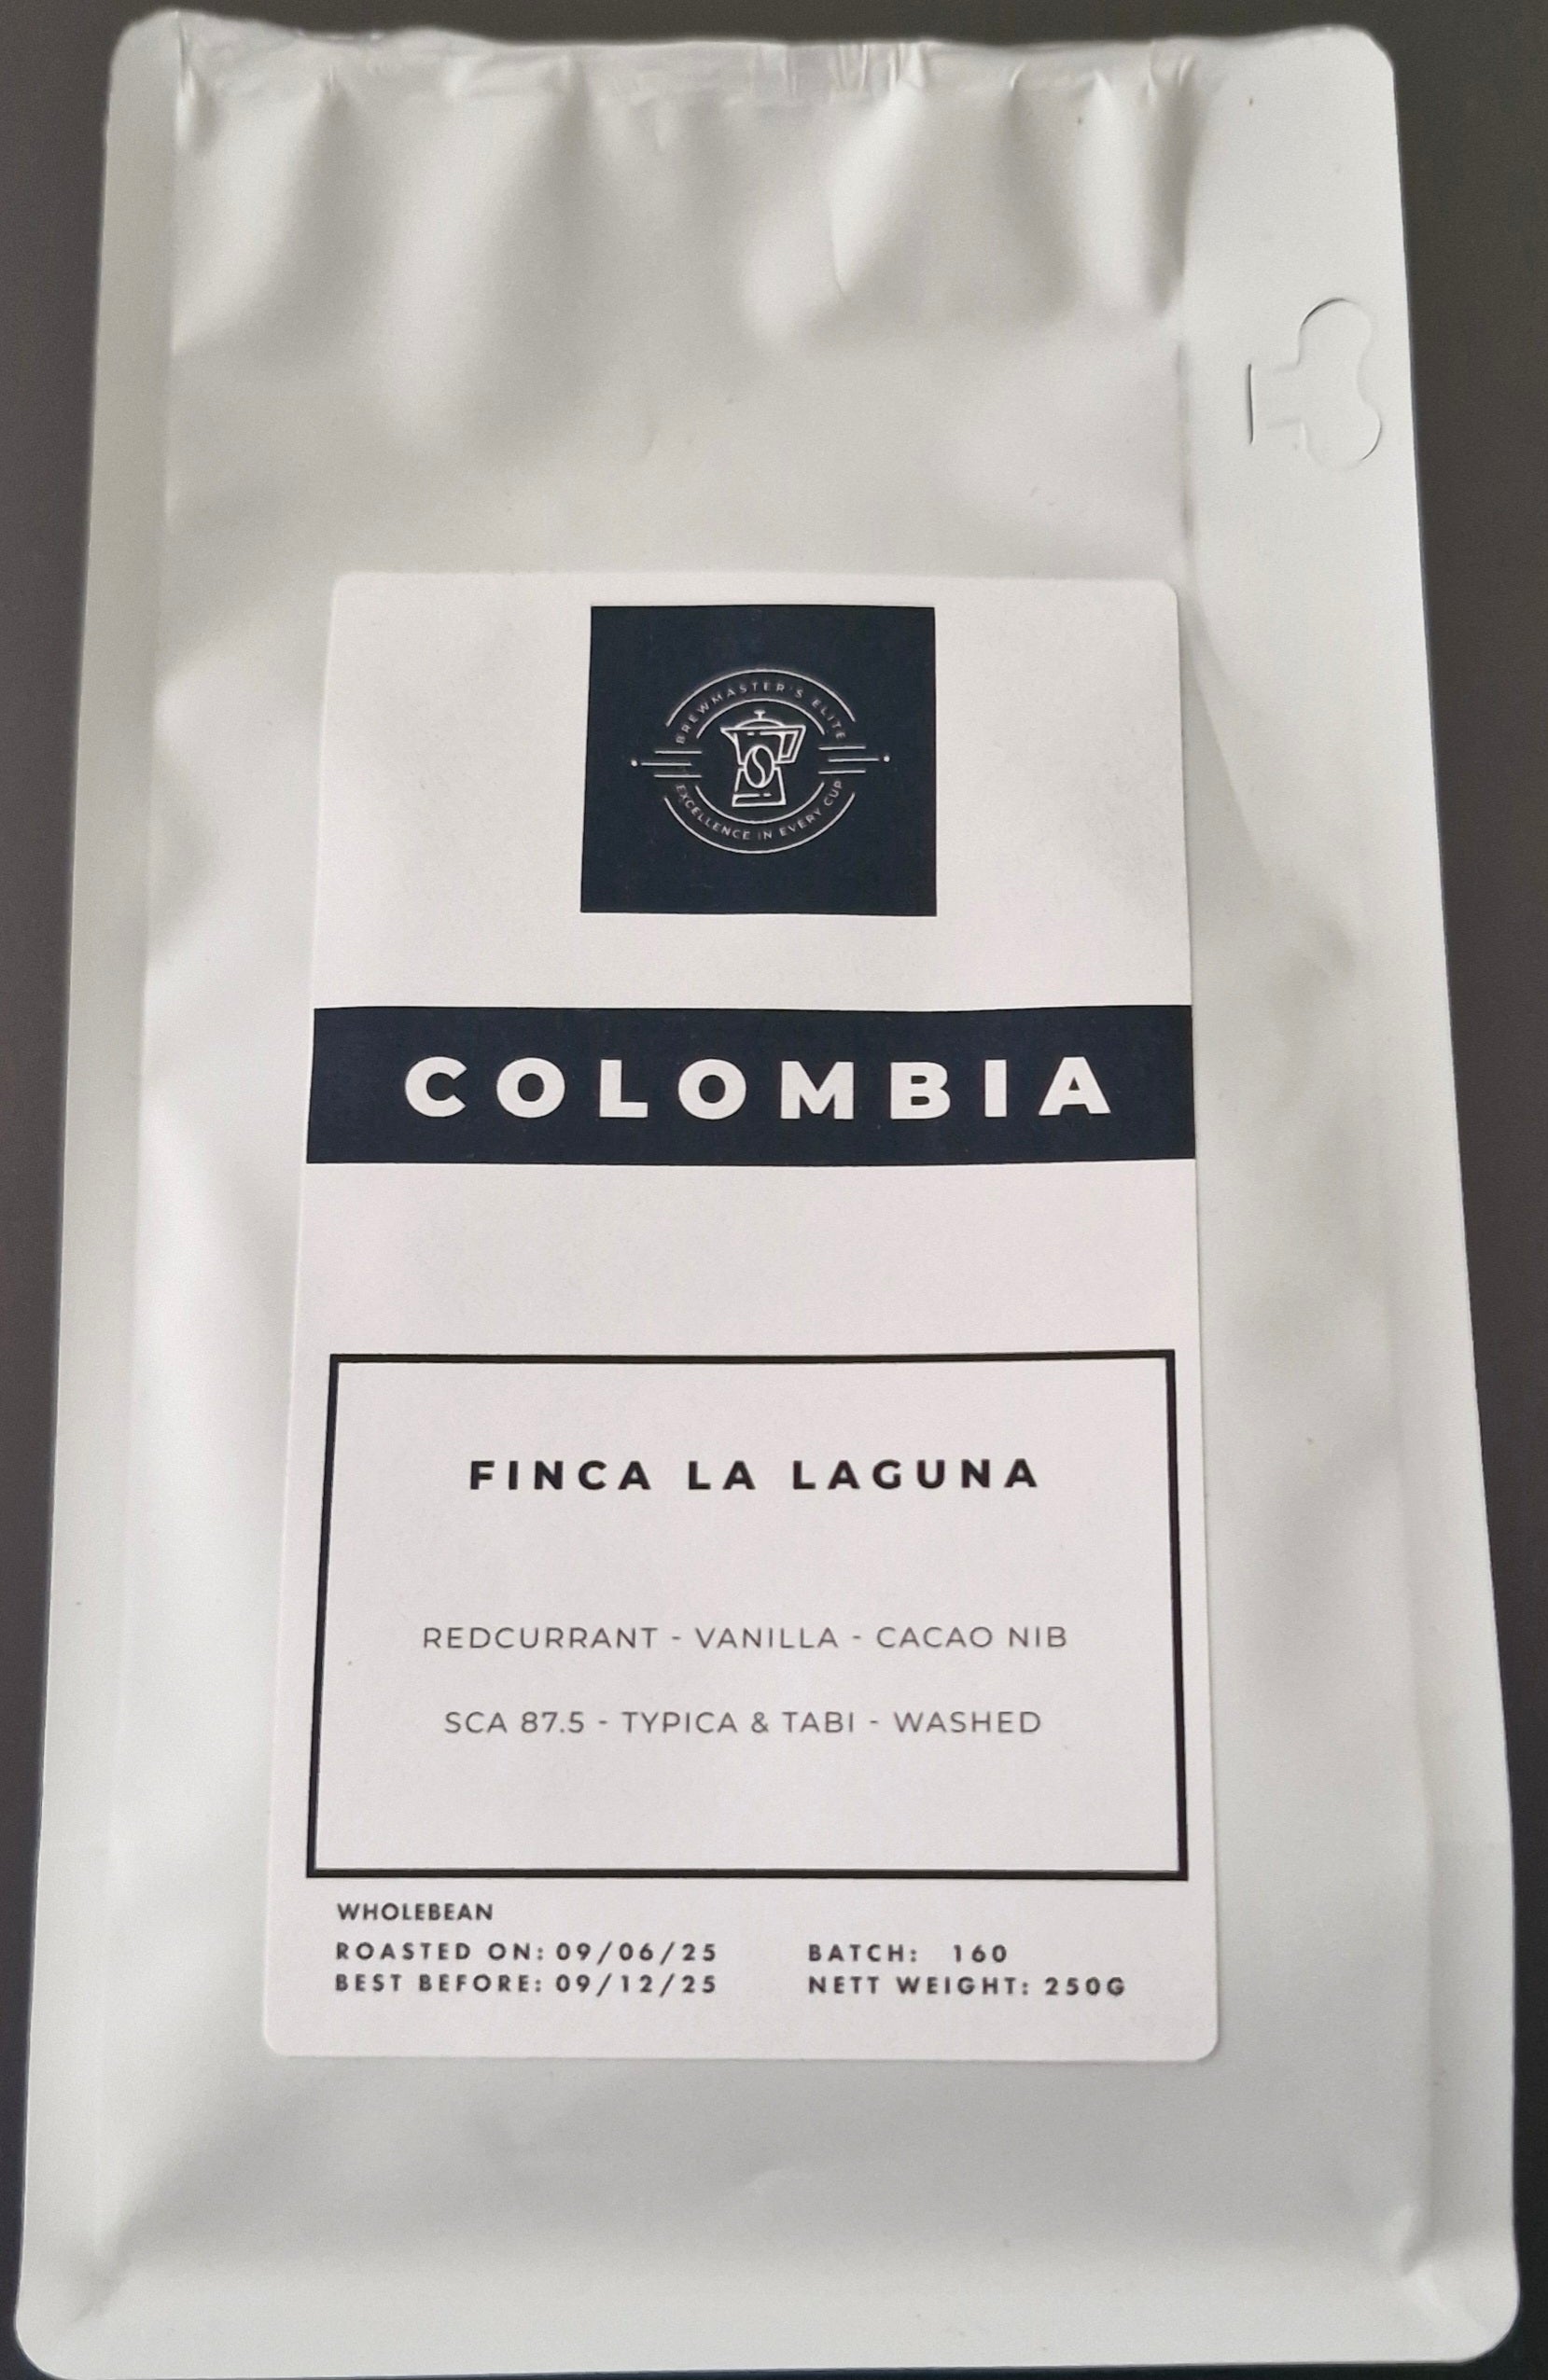 BREWMASTER'S ELITE
EXCELLENCE IN EVERY CUP
COLOMBIA
FINCA LA LAGUNA
REDCURRANT - VANILLA - CACAO NIB
SCA 87.5 - TYPICA & TABI - WASHED
WHOLEBEAN
ROASTED ON: 09/06/25
BEST BEFORE: 09/12/25
BATCH: 160
NETT WEIGHT: 250G